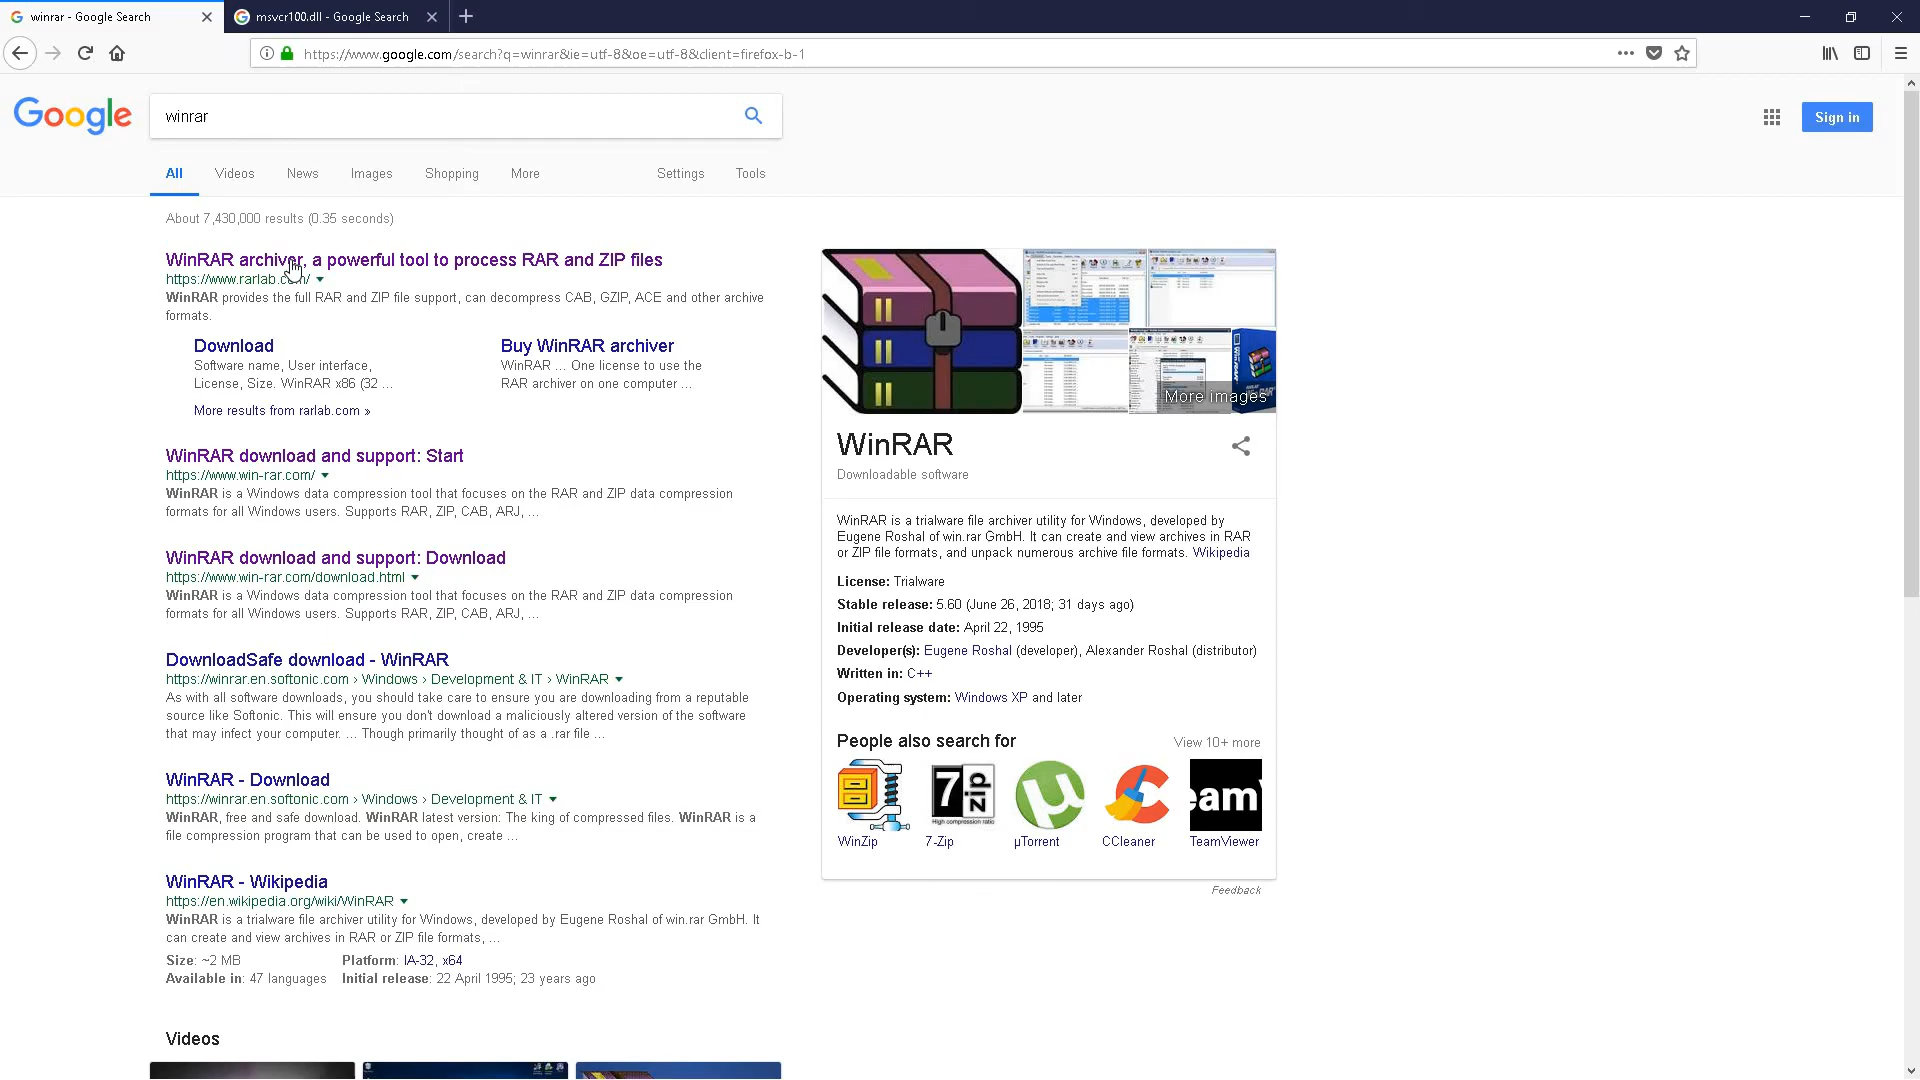 winrar - Google Search
msvcr100.dll - Google Search
https://www.google.com/search?q=winrar&ie=utf-8&oe=utf-8&client=firefox-b-1
Google
winrar
Sign in
All
Videos
News
Images
Shopping
More
Settings
Tools
About 7,430,000 results (0.35 seconds)
WinRAR archiver, a powerful tool to process RAR and ZIP files
https://www.rarlab.com/
WinRAR provides the full RAR and ZIP file support, can decompress CAB, GZIP, ACE and other archive
formats.
Download
Software name, User interface,
License, Size. WinRAR x86 (32 ...
Buy WinRAR archiver
WinRAR ... One license to use the
RAR archiver on one computer ...
More results from rarlab.com »
WinRAR download and support: Start
https://www.win-rar.com/
WinRAR is a Windows data compression tool that focuses on the RAR and ZIP data compression
formats for all Windows users. Supports RAR, ZIP, CAB, ARJ, ...
WinRAR download and support: Download
https://www.win-rar.com/download.html
WinRAR is a Windows data compression tool that focuses on the RAR and ZIP data compression
formats for all Windows users. Supports RAR, ZIP, CAB, ARJ, ...
DownloadSafe download - WinRAR
https://winrar.en.softonic.com › Windows › Development & IT › WinRAR
As with all software downloads, you should take care to ensure you are downloading from a reputable
source like Softonic. This will ensure you don't download a maliciously altered version of the software
that may infect your computer. ... Though primarily thought of as a .rar file ...
WinRAR - Download
https://winrar.en.softonic.com › Windows › Development & IT
WinRAR, free and safe download. WinRAR latest version: The king of compressed files. WinRAR is a
file compression program that can be used to open, create ...
WinRAR - Wikipedia
https://en.wikipedia.org/wiki/WinRAR
WinRAR is a trialware file archiver utility for Windows, developed by Eugene Roshal of win.rar GmbH. It
can create and view archives in RAR or ZIP file formats, ...
Size: ~2 MB
Platform: IA-32, x64
Available in: 47 languages
Initial release: 22 April 1995; 23 years ago
Videos
More images
WinRAR
Downloadable software
WinRAR is a trialware file archiver utility for Windows, developed by
Eugene Roshal of win.rar GmbH. It can create and view archives in RAR
or ZIP file formats, and unpack numerous archive file formats. Wikipedia
License: Trialware
Stable release: 5.60 (June 26, 2018; 31 days ago)
Initial release date: April 22, 1995
Developer(s): Eugene Roshal (developer), Alexander Roshal (distributor)
Written in: C++
Operating system: Windows XP and later
People also search for
View 10+ more
7 zip
High compression ratio
µ
eamV
WinZip
7-Zip
µTorrent
CCleaner
TeamViewer
Feedback